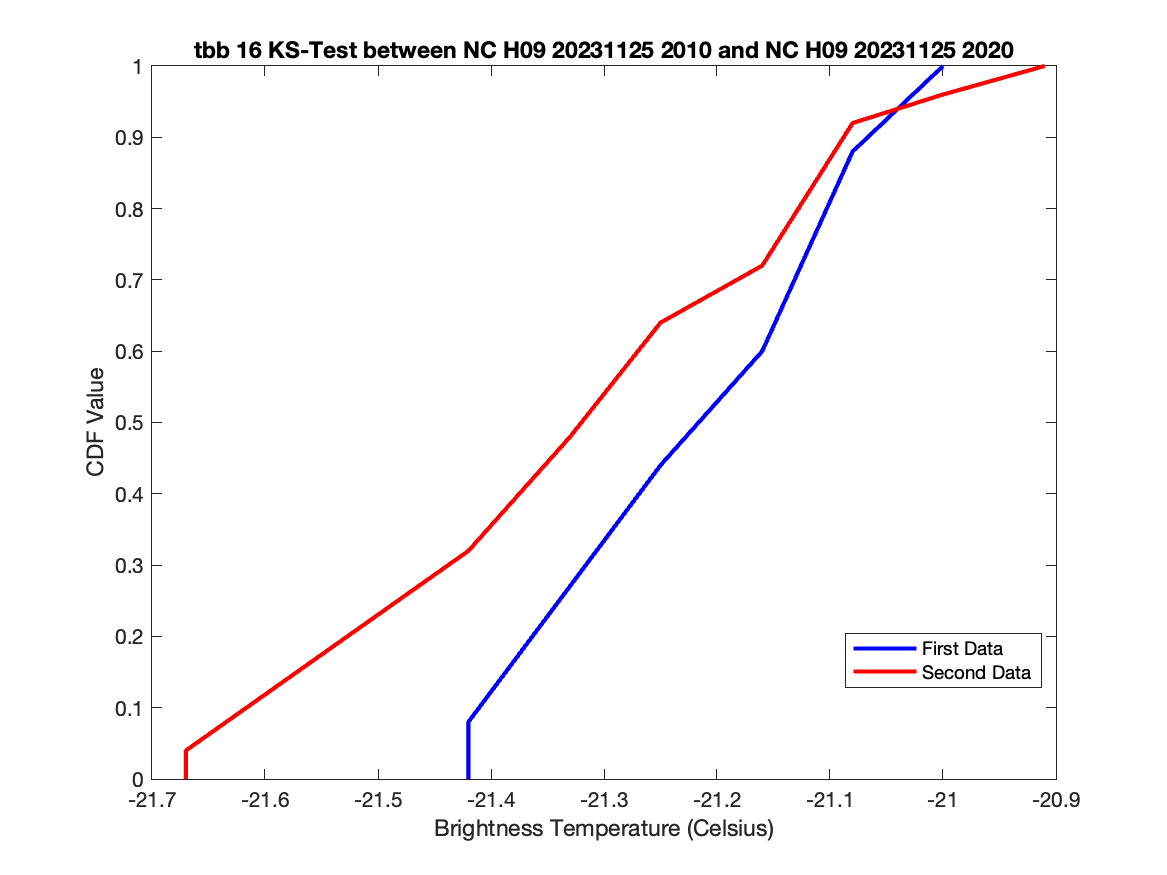 tbb 16 KS-Test between NC H09 20231125 2010 and NC H09 20231125 2020
1
0.9
0.8
0.7
0.6
0.5
0.4
0.3
0.2
0.1
0
CDF Value
First Data
Second Data
-21.7 -21.6 -21.5 -21.4 -21.3 -21.2 -21.1 -21 -20.9
Brightness Temperature (Celsius)